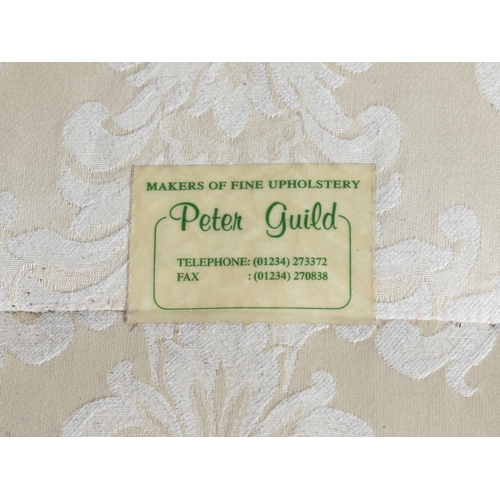 MAKERS OF FINE UPHOLSTERY
Peter Guild
TELEPHONE: (01234) 273372
FAX : (01234) 270838